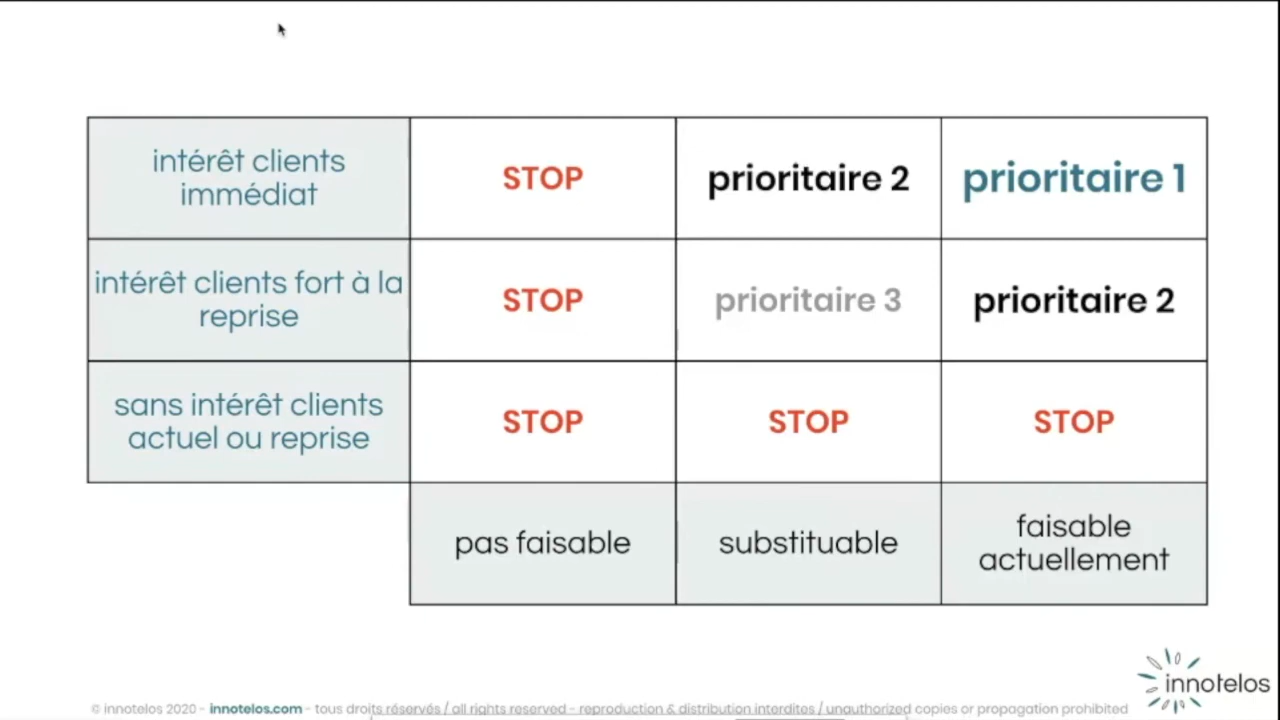 intérêt clients
immédiat
STOP
prioritaire 2
prioritaire 1
intérêt clients fort à la
reprise
STOP
prioritaire 3
prioritaire 2
sans intérêt clients
actuel ou reprise
STOP
STOP
STOP
pas faisable
substituable
faisable
actuellement
innotelos
© innotelos 2020 - innotelos.com - tous droits réservés / all rights reserved - reproduction & distribution interdites / unauthorized copies or propagation prohibited